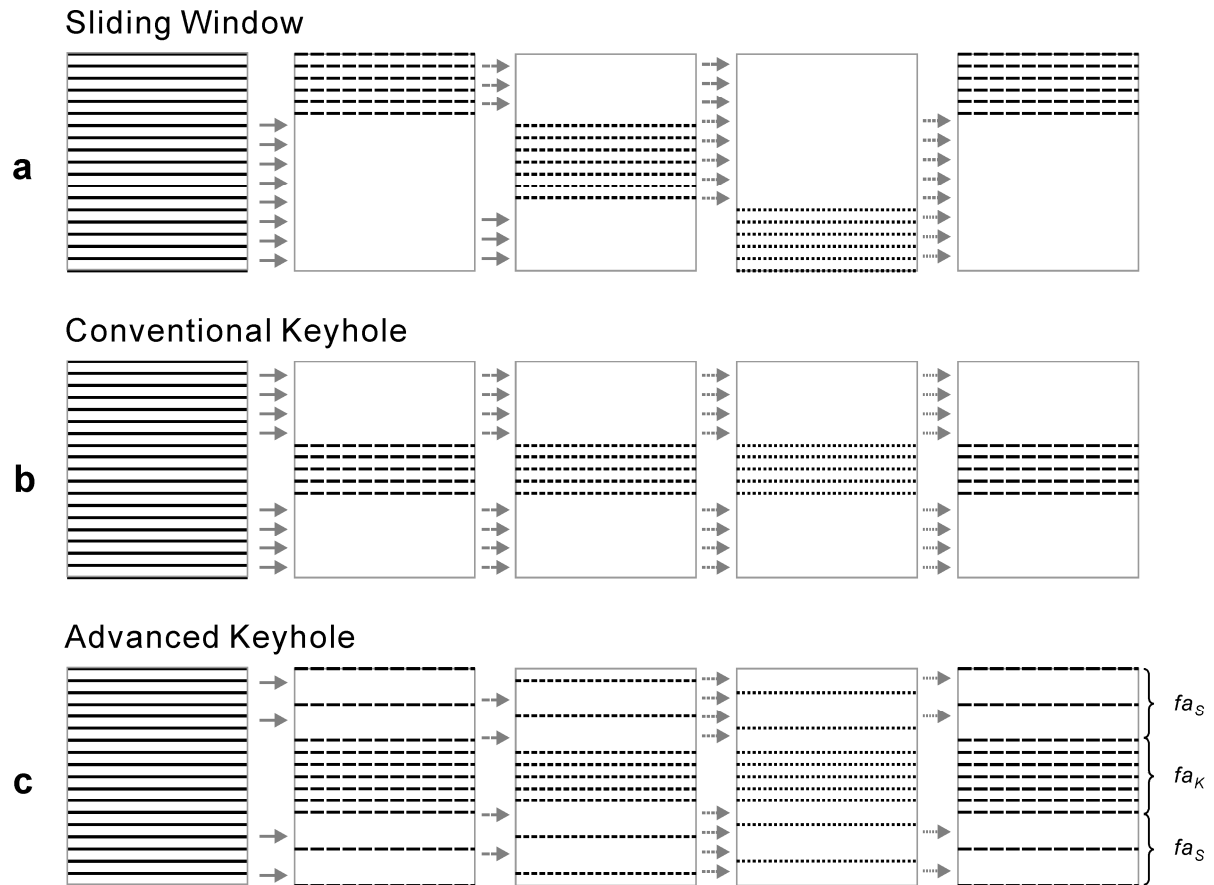 Sliding Window
a
Conventional Keyhole
b
Advanced Keyhole
c
fa_S
fa_K
fa_S